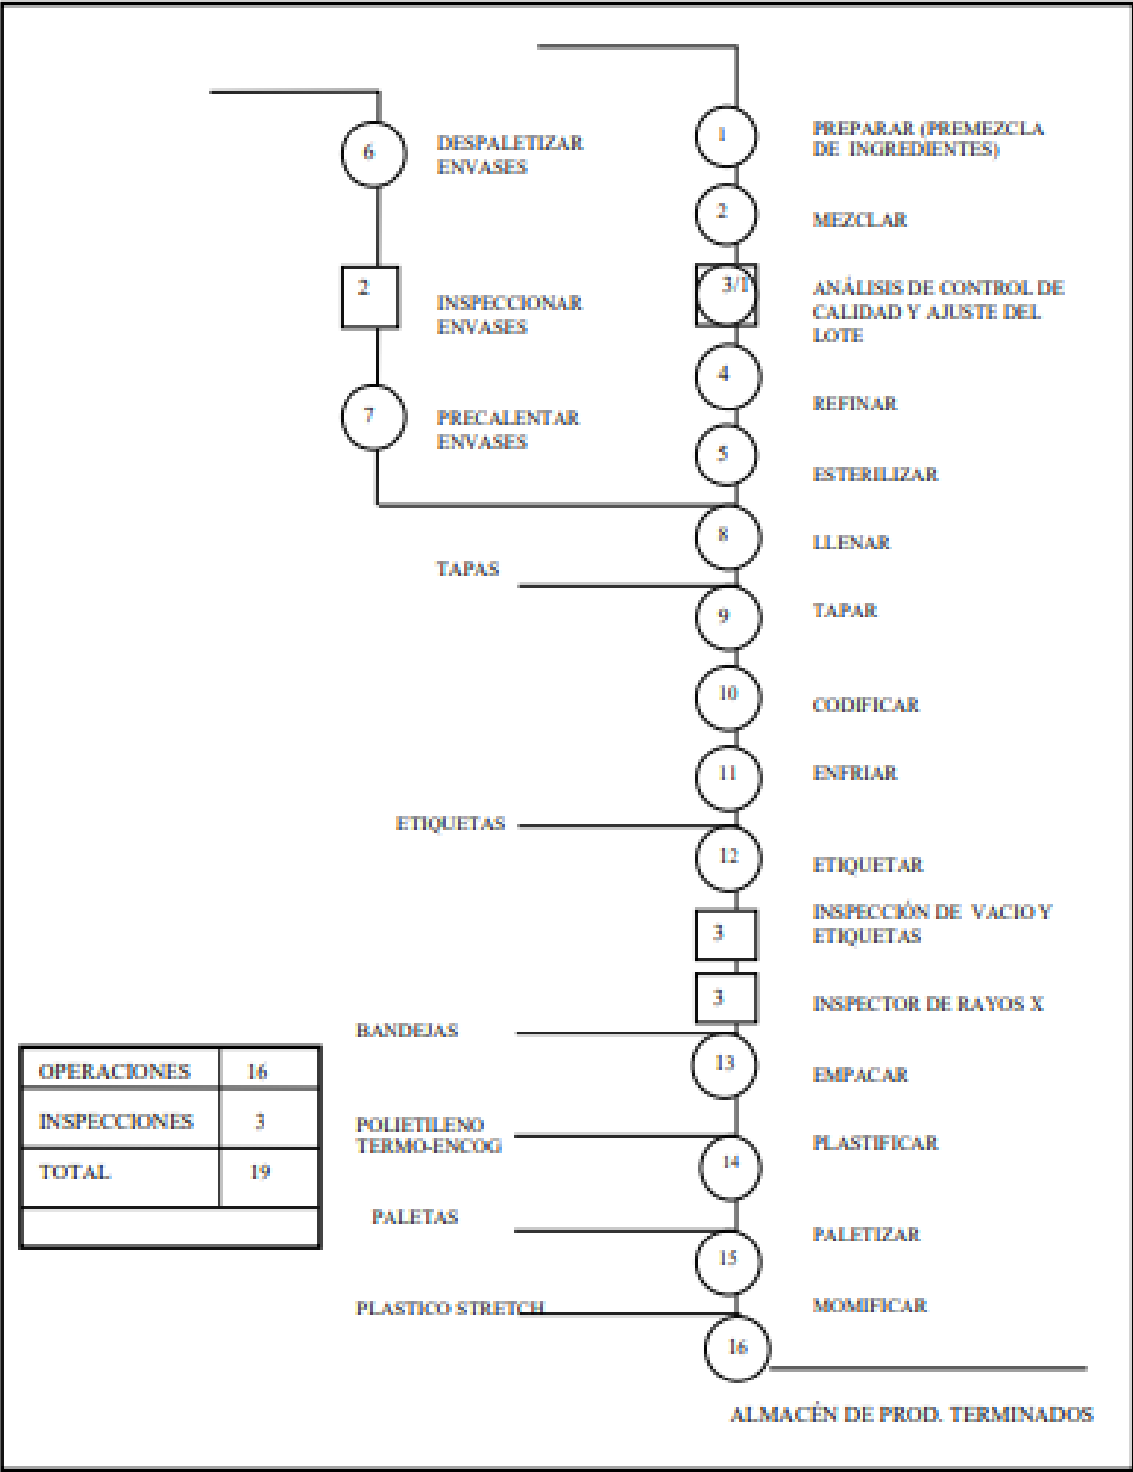 1
PREPARAR (PREMEZCLA
DE INGREDIENTES)
6
DESPALETIZAR
ENVASES
2
MEZCLAR
2
INSPECCIONAR
ENVASES
3/1
ANÁLISIS DE CONTROL DE
CALIDAD Y AJUSTE DEL
LOTE
4
REFINAR
7
PRECALENTAR
ENVASES
5
ESTERILIZAR
8
LLENAR
TAPAS
9
TAPAR
10
CODIFICAR
11
ENFRIAR
ETIQUETAS
12
ETIQUETAR
3
INSPECCIÓN DE VACIO Y
ETIQUETAS
3
INSPECTOR DE RAYOS X
BANDEJAS
13
EMPACAR
OPERACIONES 16
INSPECCIONES 3
TOTAL 19
POLIETILENO
TERMO-ENCOG
14
PLASTIFICAR
PALETAS
15
PALETIZAR
PLASTICO STRETCH
MOMIFICAR
16
ALMACÉN DE PROD. TERMINADOS